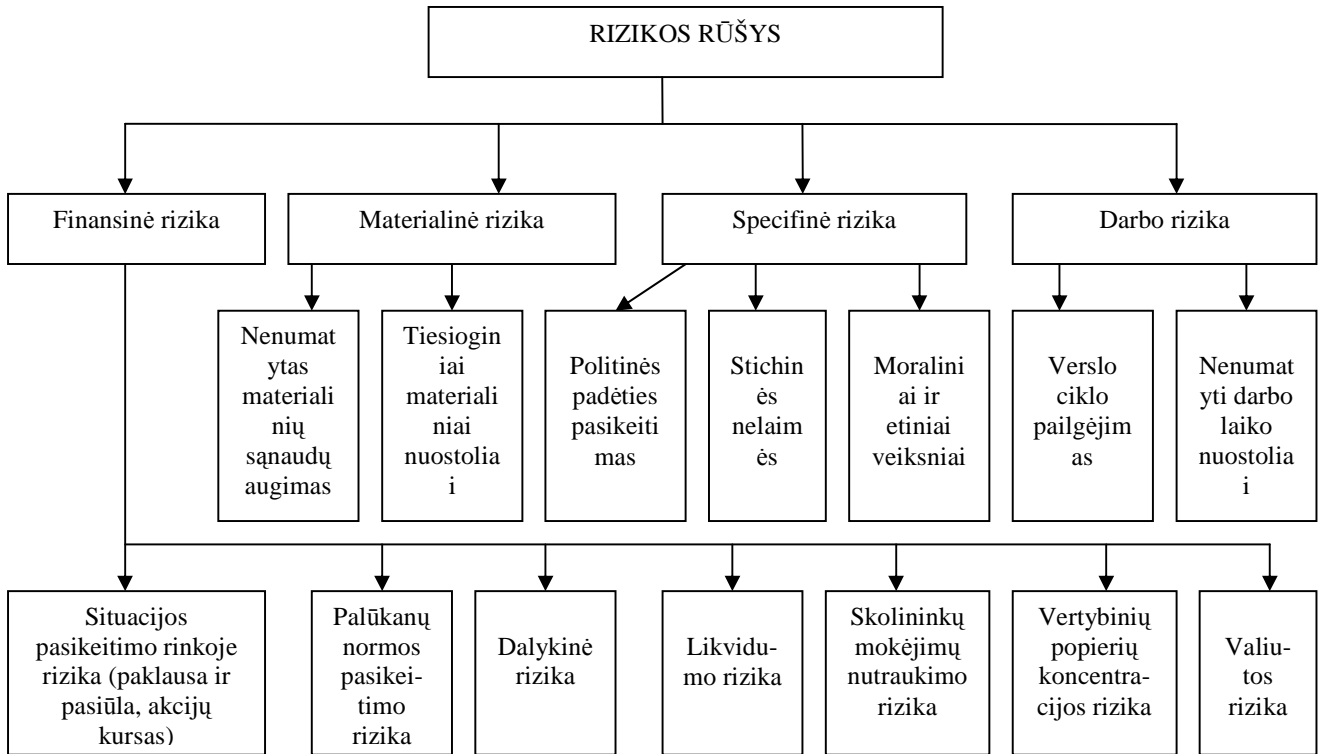 RIZIKOS RŪŠYS
Finansinė rizika
Materialinė rizika
Specifinė rizika
Darbo rizika
Nenumat
ytas
materiali
nių
sąnaudų
augimas
Tiesiogin
iai
materiali
niai
nuostolia
i
Politinės
padėties
pasikeiti
mas
Stichin
ės
nelaim
ės
Moralini
ai ir
etiniai
veiksniai
Verslo
ciklo
pailgėjim
as
Nenumat
yti darbo
laiko
nuostolia
i
Situacijos
pasikeitimo rinkoje
rizika (paklausa ir
pasiūla, akcijų
kursas)
Palūkanų
normos
pasikei-
timo
rizika
Dalykinė
rizika
Likvidu-
mo rizika
Skolininkų
mokėjimų
nutraukimo
rizika
Vertybinių
popierių
koncentra-
cijos rizika
Valiu-
tos
rizika